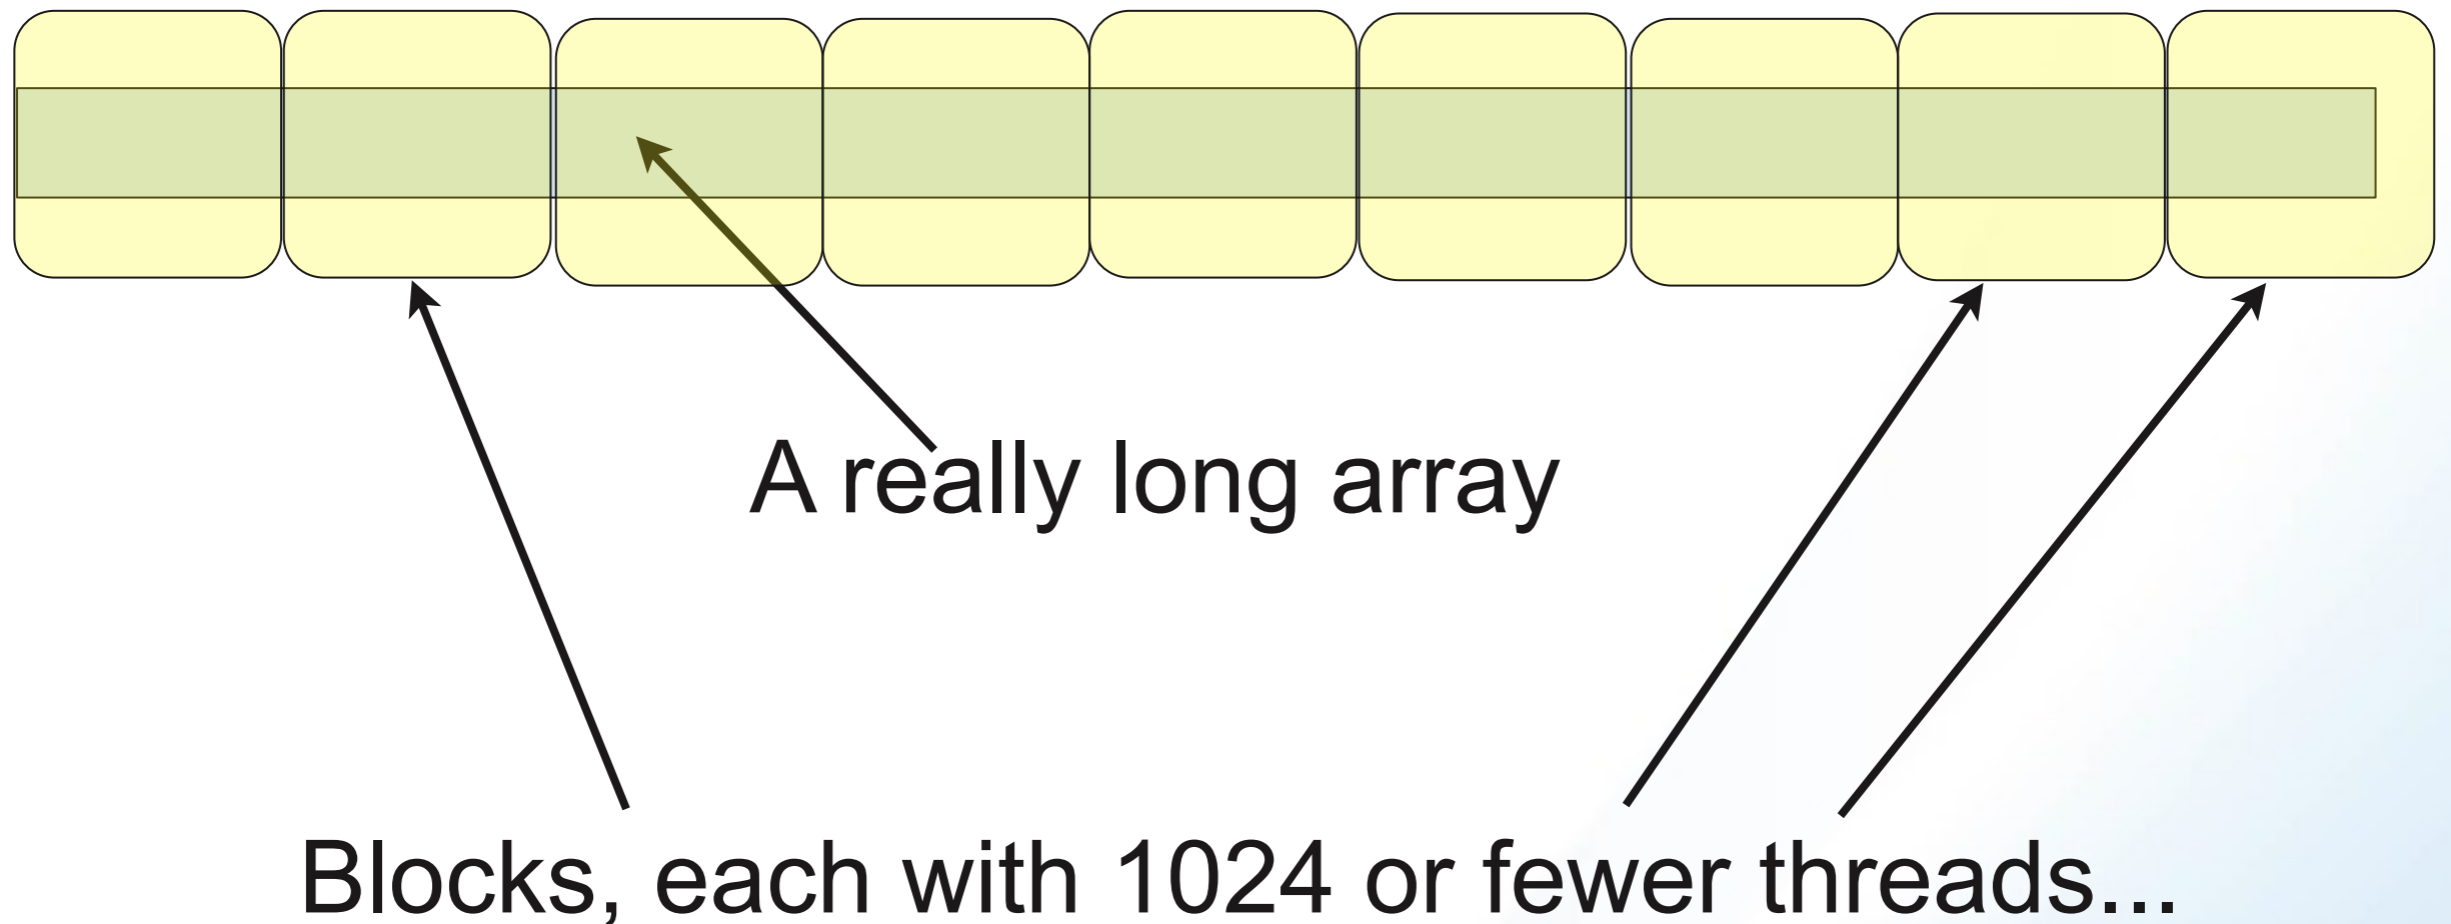 A really long array
Blocks, each with 1024 or fewer threads...